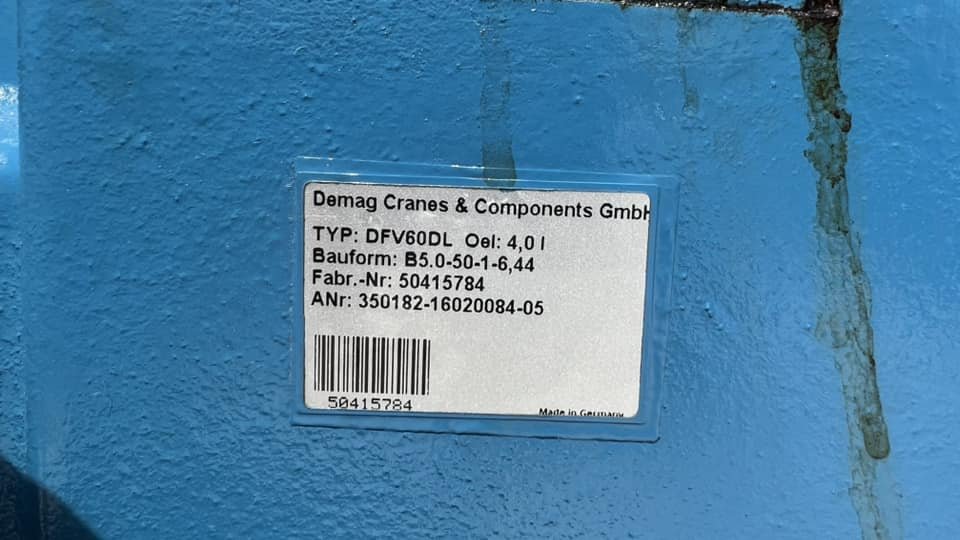 Demag Cranes & Components GmbH
TYP: DFV60DL Oel: 4,0 l
Bauform: B5.0-50-1-6,44
Fabr.-Nr: 50415784
ANr: 350182-16020084-05
50415784
Made in Germany